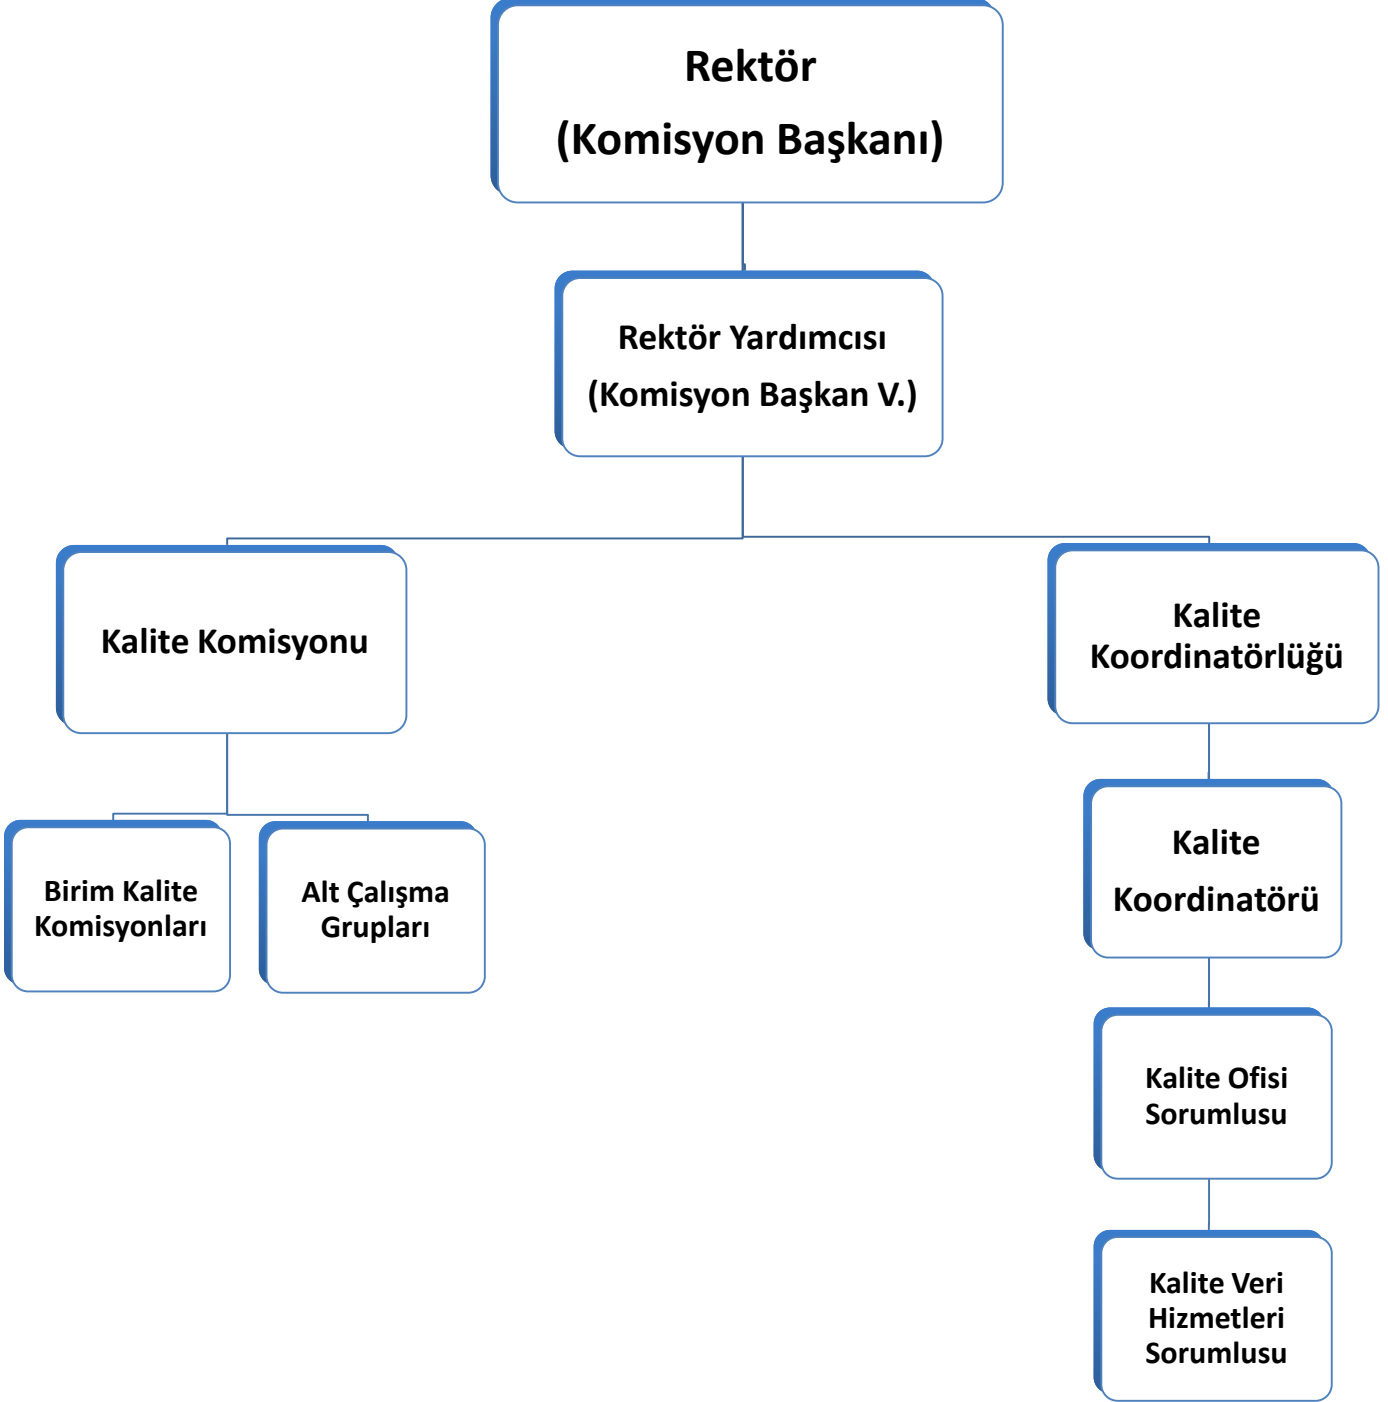 Rektör
(Komisyon Başkanı)
Rektör Yardımcısı
(Komisyon Başkan V.)
Kalite Komisyonu
Kalite
Koordinatörlüğü
Birim Kalite
Komisyonları
Alt Çalışma
Grupları
Kalite
Koordinatörü
Kalite Ofisi
Sorumlusu
Kalite Veri
Hizmetleri
Sorumlusu